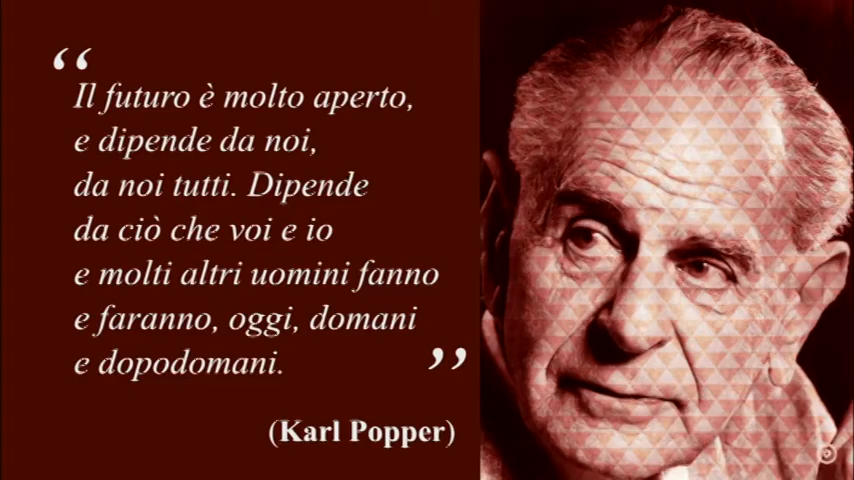 “
Il futuro è molto aperto,
e dipende da noi,
da noi tutti. Dipende
da ciò che voi e io
e molti altri uomini fanno
e faranno, oggi, domani
e dopodomani.
”
(Karl Popper)